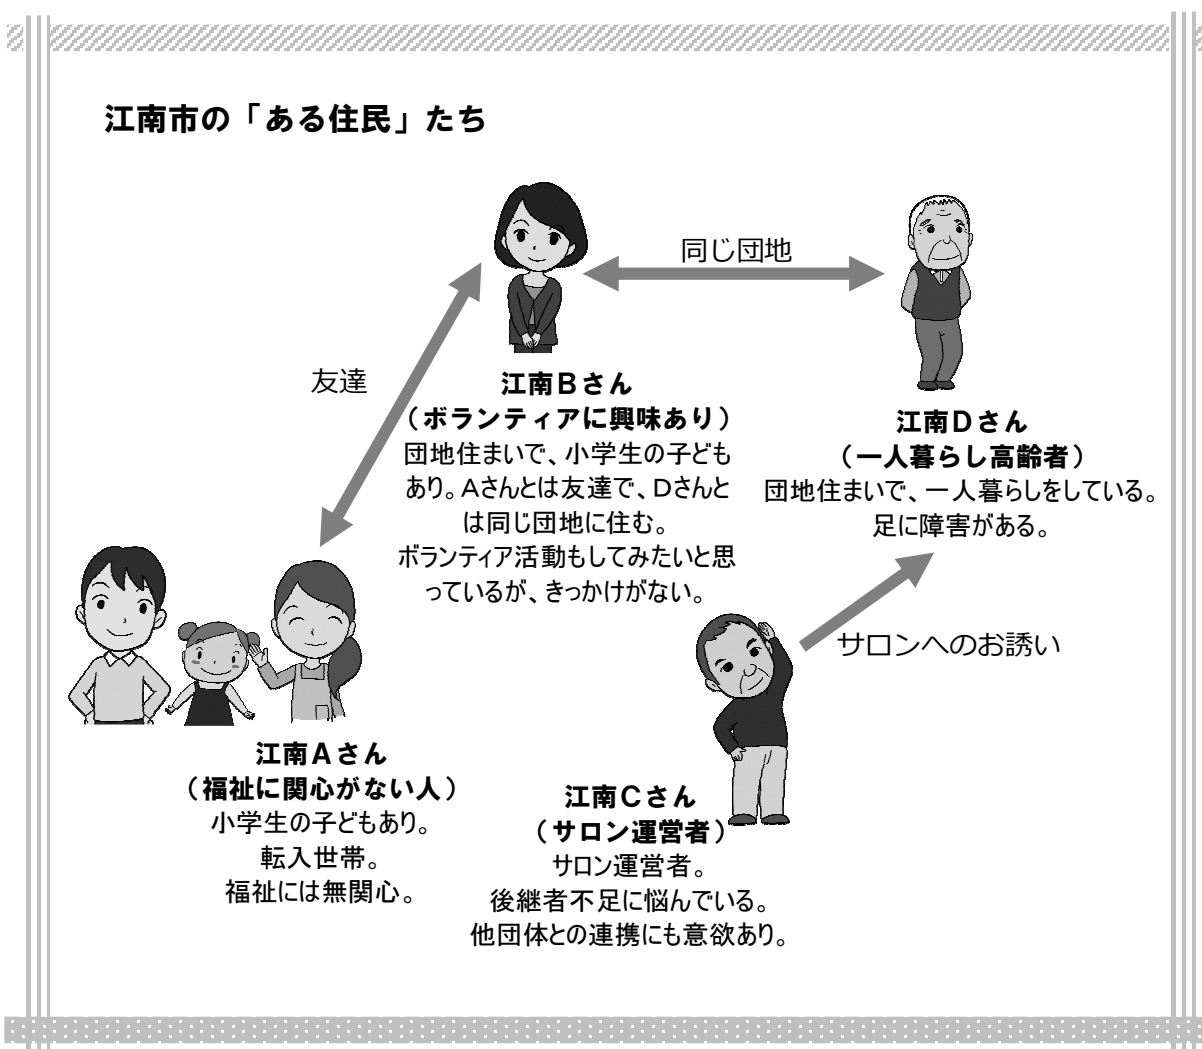 江南市の「ある住民」たち
同じ団地
友達
江南Bさん
（ボランティアに興味あり）
団地住まいで、小学生の子ども
あり。Aさんとは友達で、Dさんと
は同じ団地に住む。
ボランティア活動もしてみたいと思
っているが、きっかけがない。
江南Dさん
（一人暮らし高齢者）
団地住まいで、一人暮らしをしている。
足に障害がある。
サロンへのお誘い
江南Aさん
（福祉に関心がない人）
小学生の子どもあり。
転入世帯。
福祉には無関心。
江南Cさん
（サロン運営者）
サロン運営者。
後継者不足に悩んでいる。
他団体との連携にも意欲あり。